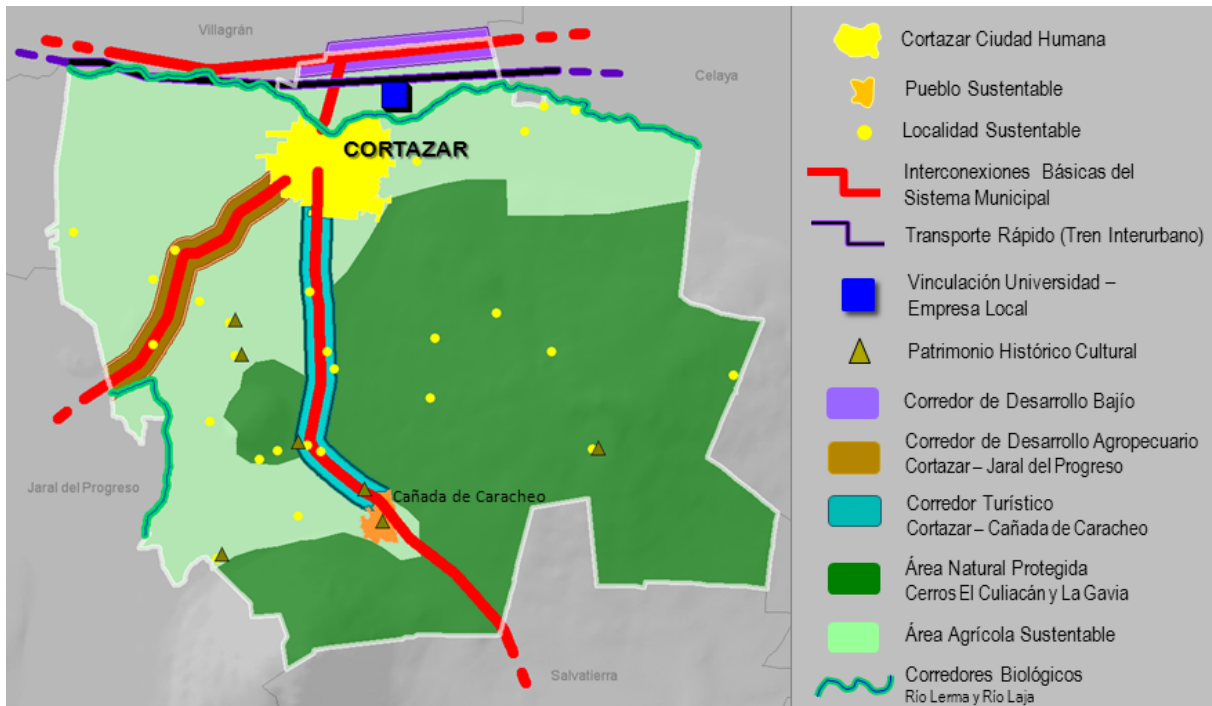 Villagrán
Celaya
CORTAZAR
Jaral del Progreso
Cañada de Caracheo
Salvatierra
Cortazar Ciudad Humana
Pueblo Sustentable
Localidad Sustentable
Interconexiones Básicas del
Sistema Municipal
Transporte Rápido (Tren Interurbano)
Vinculación Universidad –
Empresa Local
Patrimonio Histórico Cultural
Corredor de Desarrollo Bajío
Corredor de Desarrollo Agropecuario
Cortazar – Jaral del Progreso
Corredor Turístico
Cortazar – Cañada de Caracheo
Área Natural Protegida
Cerros El Culiacán y La Gavia
Área Agrícola Sustentable
Corredores Biológicos
Río Lerma y Río Laja